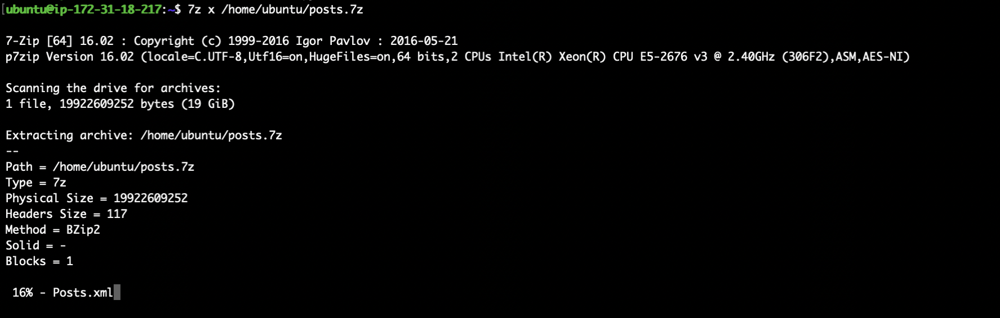 [ubuntu@ip-172-31-18-217:~$ 7z x /home/ubuntu/posts.7z
7-Zip [64] 16.02 : Copyright (c) 1999-2016 Igor Pavlov : 2016-05-21
p7zip Version 16.02 (locale=C.UTF-8,Utf16=on,HugeFiles=on,64 bits,2 CPUs Intel(R) Xeon(R) CPU E5-2676 v3 @ 2.40GHz (306F2),ASM,AES-NI)
Scanning the drive for archives:
1 file, 19922609252 bytes (19 GiB)
Extracting archive: /home/ubuntu/posts.7z
--
Path = /home/ubuntu/posts.7z
Type = 7z
Physical Size = 19922609252
Headers Size = 117
Method = BZip2
Solid = -
Blocks = 1
16% - Posts.xml